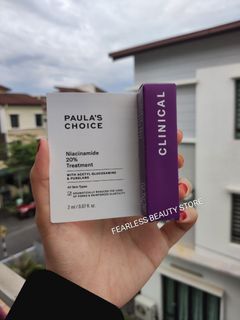 PAULA'S
CHOICE
Niacinamide
20%
Treatment
WITH ACETYL GLUCOSAMINE
& PURSLANE
All Skin Types
2 ml / 0.07 fl. oz.
CLINICAL
FEARLESS BEAUTY STORE